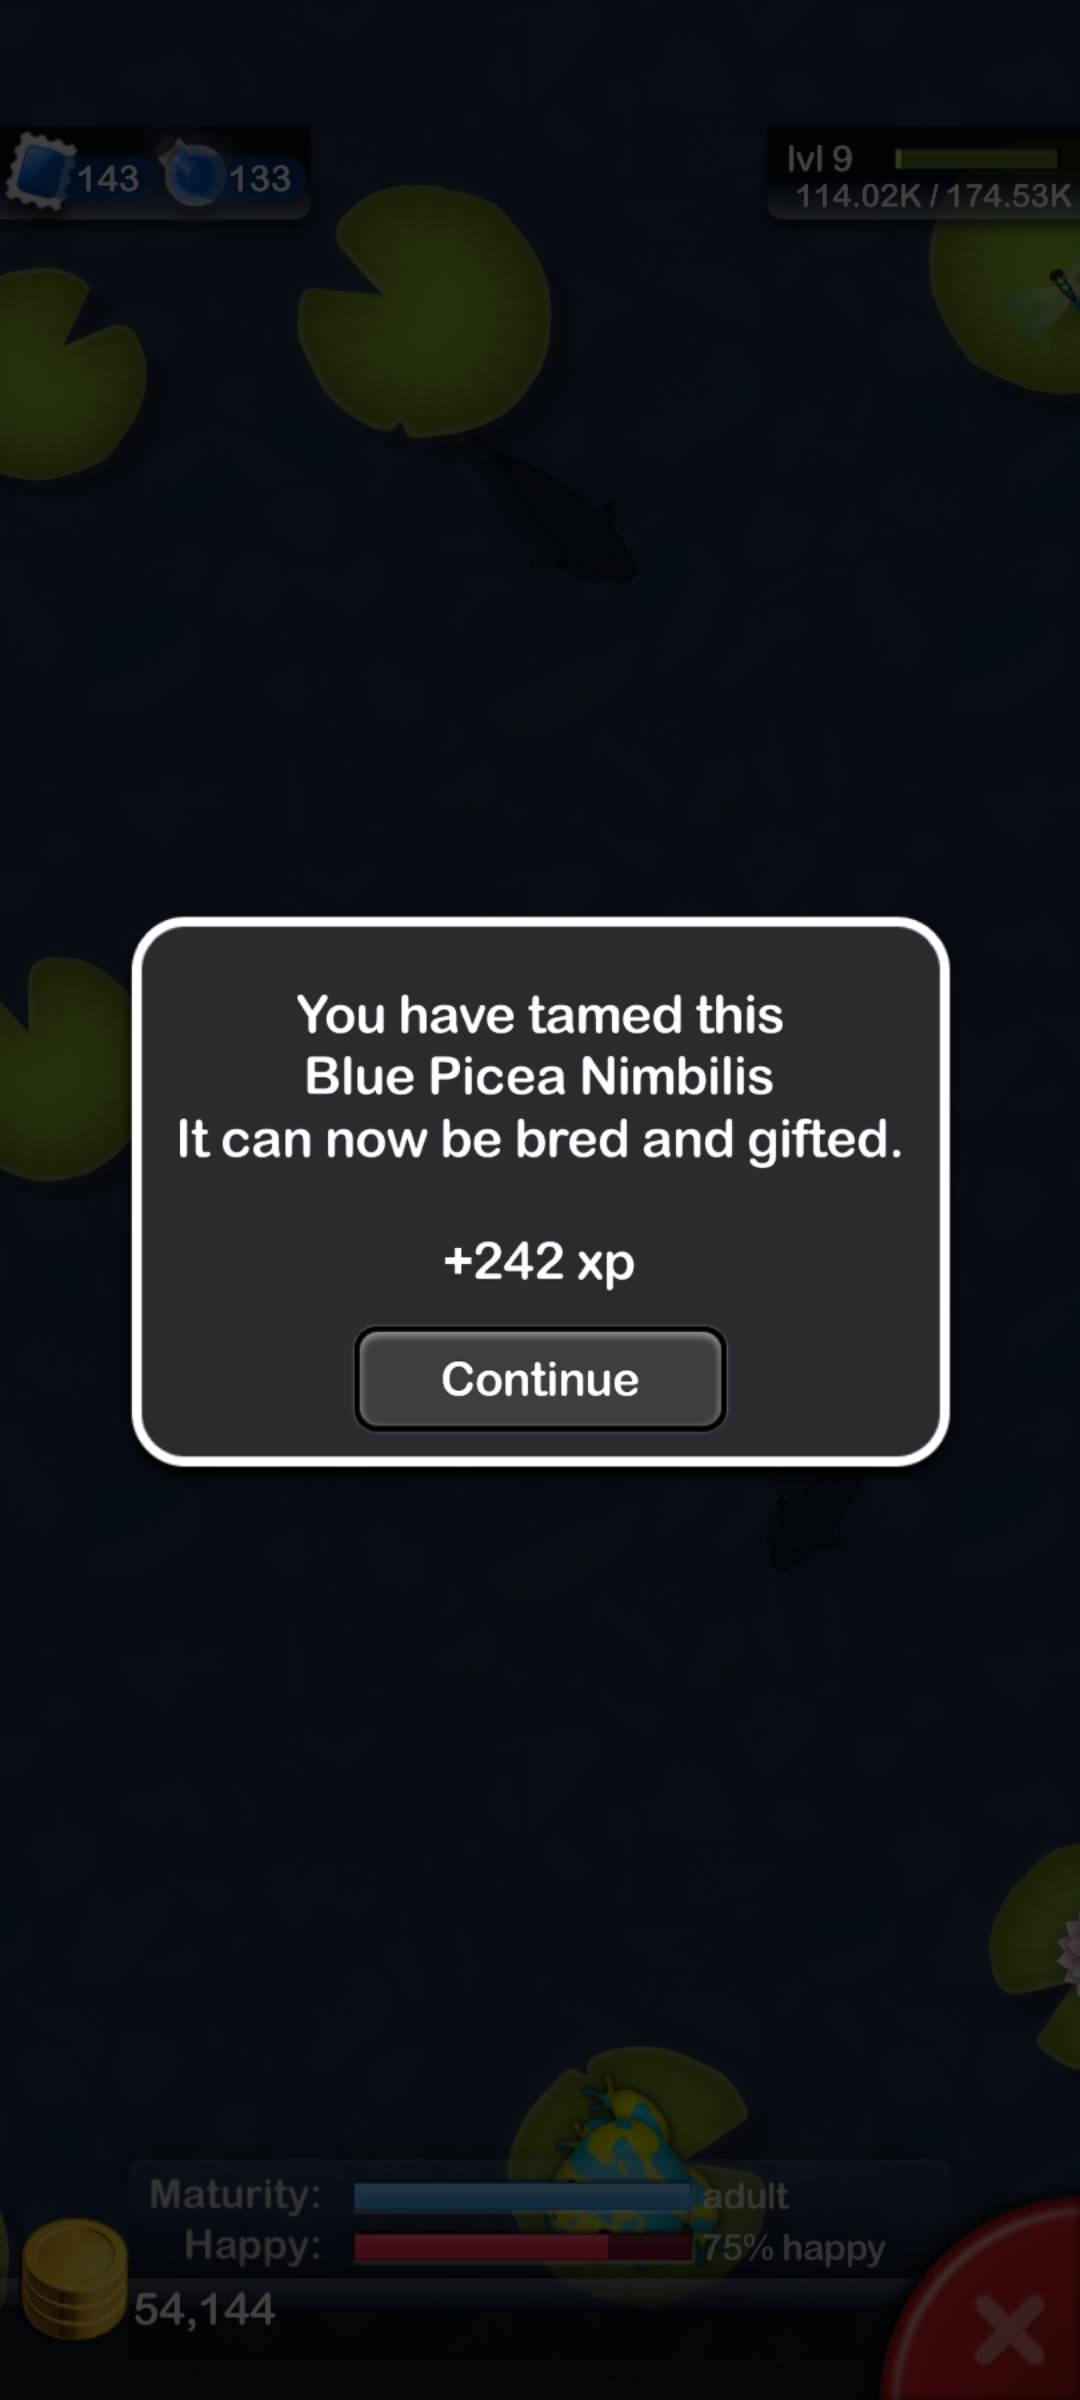 143
133
lvl 9
114.02K / 174.53K
You have tamed this
Blue Picea Nimbilis
It can now be bred and gifted.
+242 xp
Continue
Maturity: adult
Happy: 75% happy
54,144